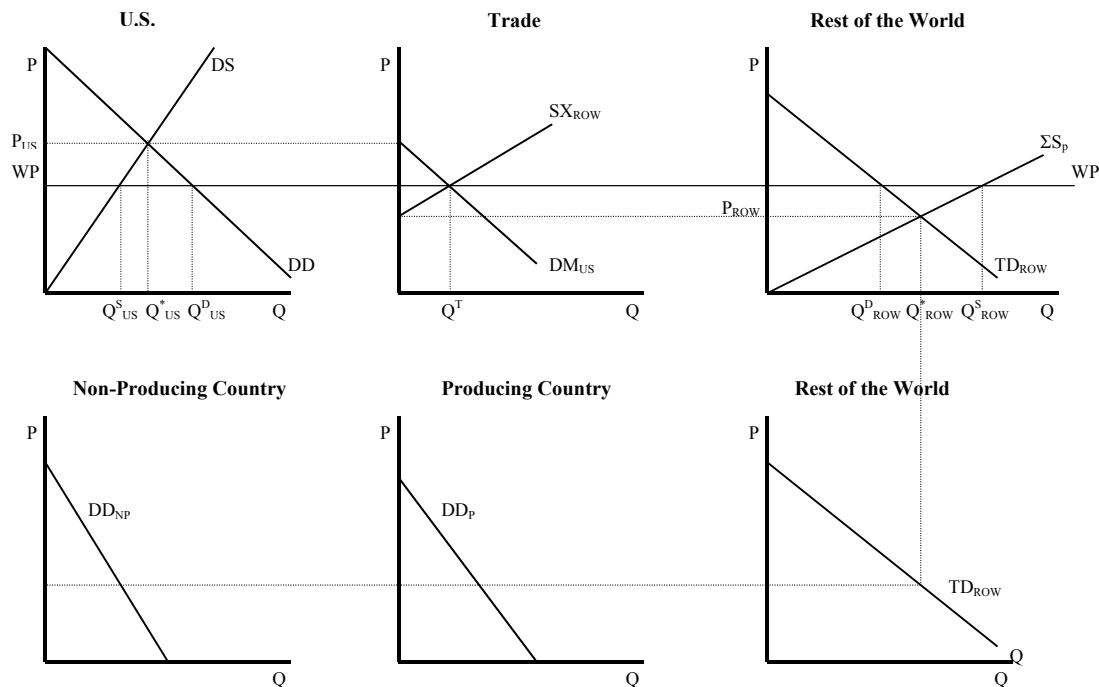 U.S.
Trade
Rest of the World
P
DS
P_US
WP
DD
Q^S_US
Q^*_US
Q^D_US
Q
P
SX_ROW
DM_US
Q^T
Q
P
ΣS_p
WP
P_ROW
TD_ROW
Q^D_ROW
Q^*_ROW
Q^S_ROW
Q
Non-Producing Country
Producing Country
Rest of the World
P
DD_NP
Q
P
DD_P
Q
P
TD_ROW
Q
Q